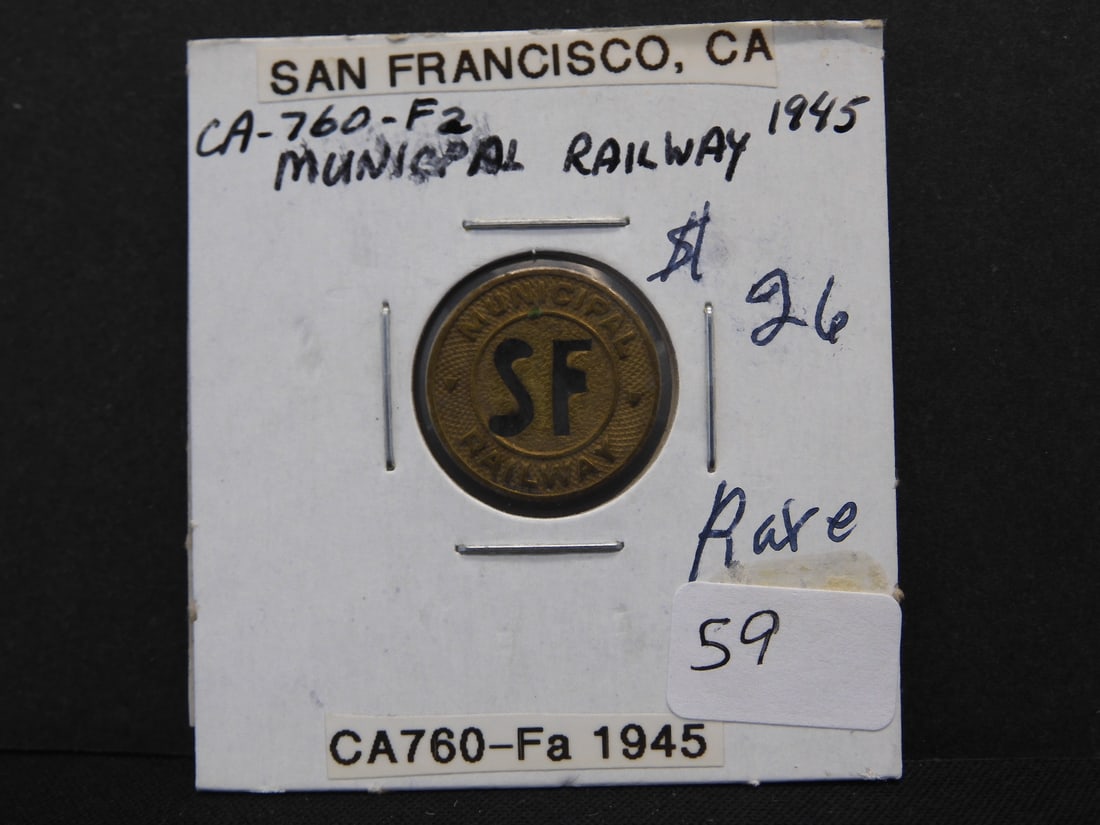 SAN FRANCISCO, CA
CA-760-F2
1945
MUNICIPAL RAILWAY
$ 26
MUNICIPAL
SF
RAILWAY
Rare
59
CA760-Fa 1945